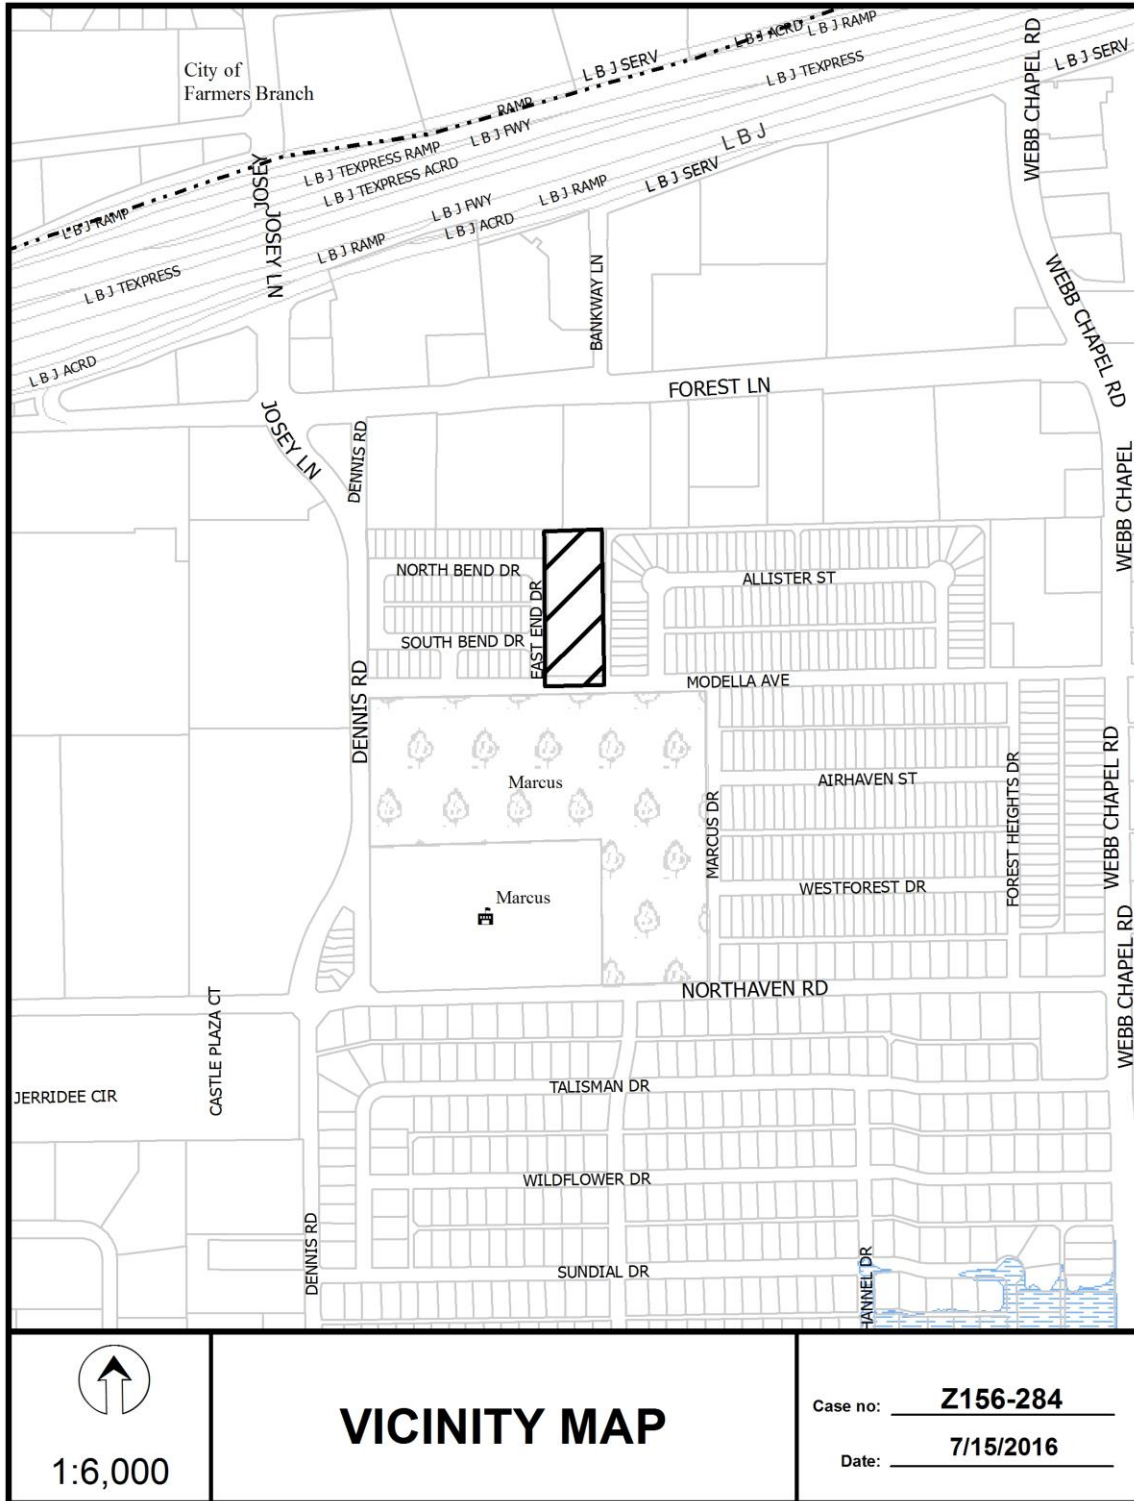 L B J ACRD
L B J RAMP
L B J SERV
L B J SERV
WEBB CHAPEL RD
City of
Farmers Branch
L B J TEXPRESS
RAMP
L B J FWY
L B J
L B J TEXPRESS RAMP
L B J TEXPRESS ACRD
L B J SERV
L B J RAMP
JOSEY
JOSEY LN
L B J FWY
L B J ACRD
L B J RAMP
L B J RAMP
L B J TEXPRESS
BANKWAY LN
WEBB CHAPEL RD
L B J ACRD
FOREST LN
JOSEY LN
DENNIS RD
WEBB CHAPEL
NORTH BEND DR
EAST END DR
ALLISTER ST
SOUTH BEND DR
MODELLA AVE
DENNIS RD
Marcus
MARCUS DR
AIRHAVEN ST
FOREST HEIGHTS DR
WEBB CHAPEL RD
Marcus
WESTFOREST DR
WEBB CHAPEL RD
NORTHAVEN RD
CASTLE PLAZA CT
JERRIDEE CIR
TALISMAN DR
WILDFLOWER DR
DENNIS RD
SUNDIAL DR
HANNEL DR
1:6,000
VICINITY MAP
Case no: Z156-284
Date: 7/15/2016